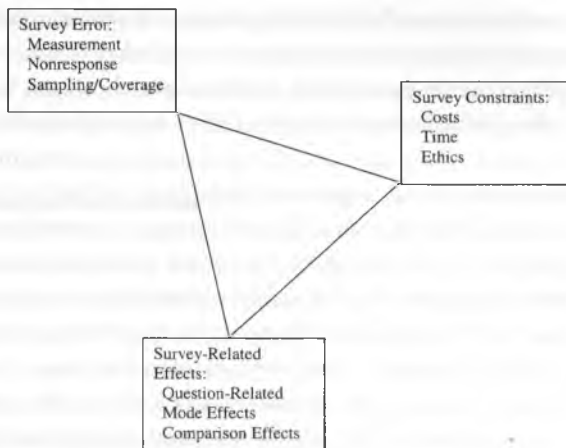 Survey Error:
Measurement
Nonresponse
Sampling/Coverage
Survey Constraints:
Costs
Time
Ethics
Survey-Related
Effects:
Question-Related
Mode Effects
Comparison Effects